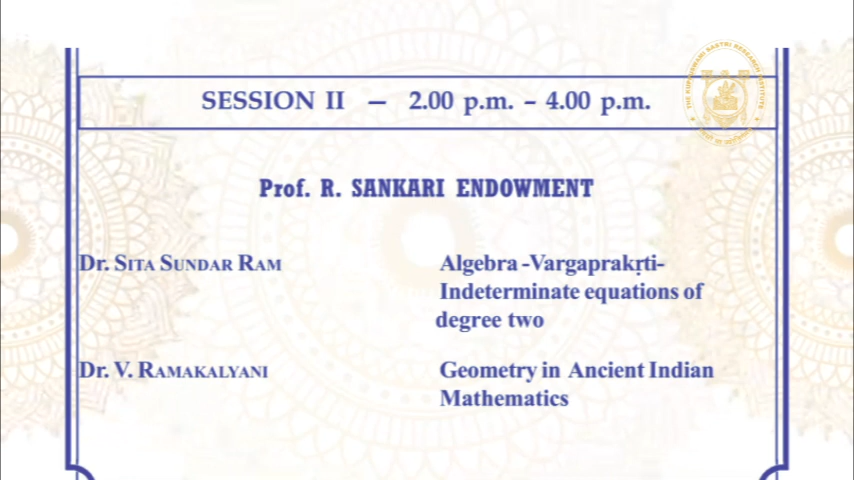 SESSION II – 2.00 p.m. – 4.00 p.m.
Prof. R. SANKARI ENDOWMENT
Dr. SITA SUNDAR RAM
Algebra -Vargaprakṛti-
Indeterminate equations of
degree two
Dr. V. RAMAKALYANI
Geometry in Ancient Indian
Mathematics